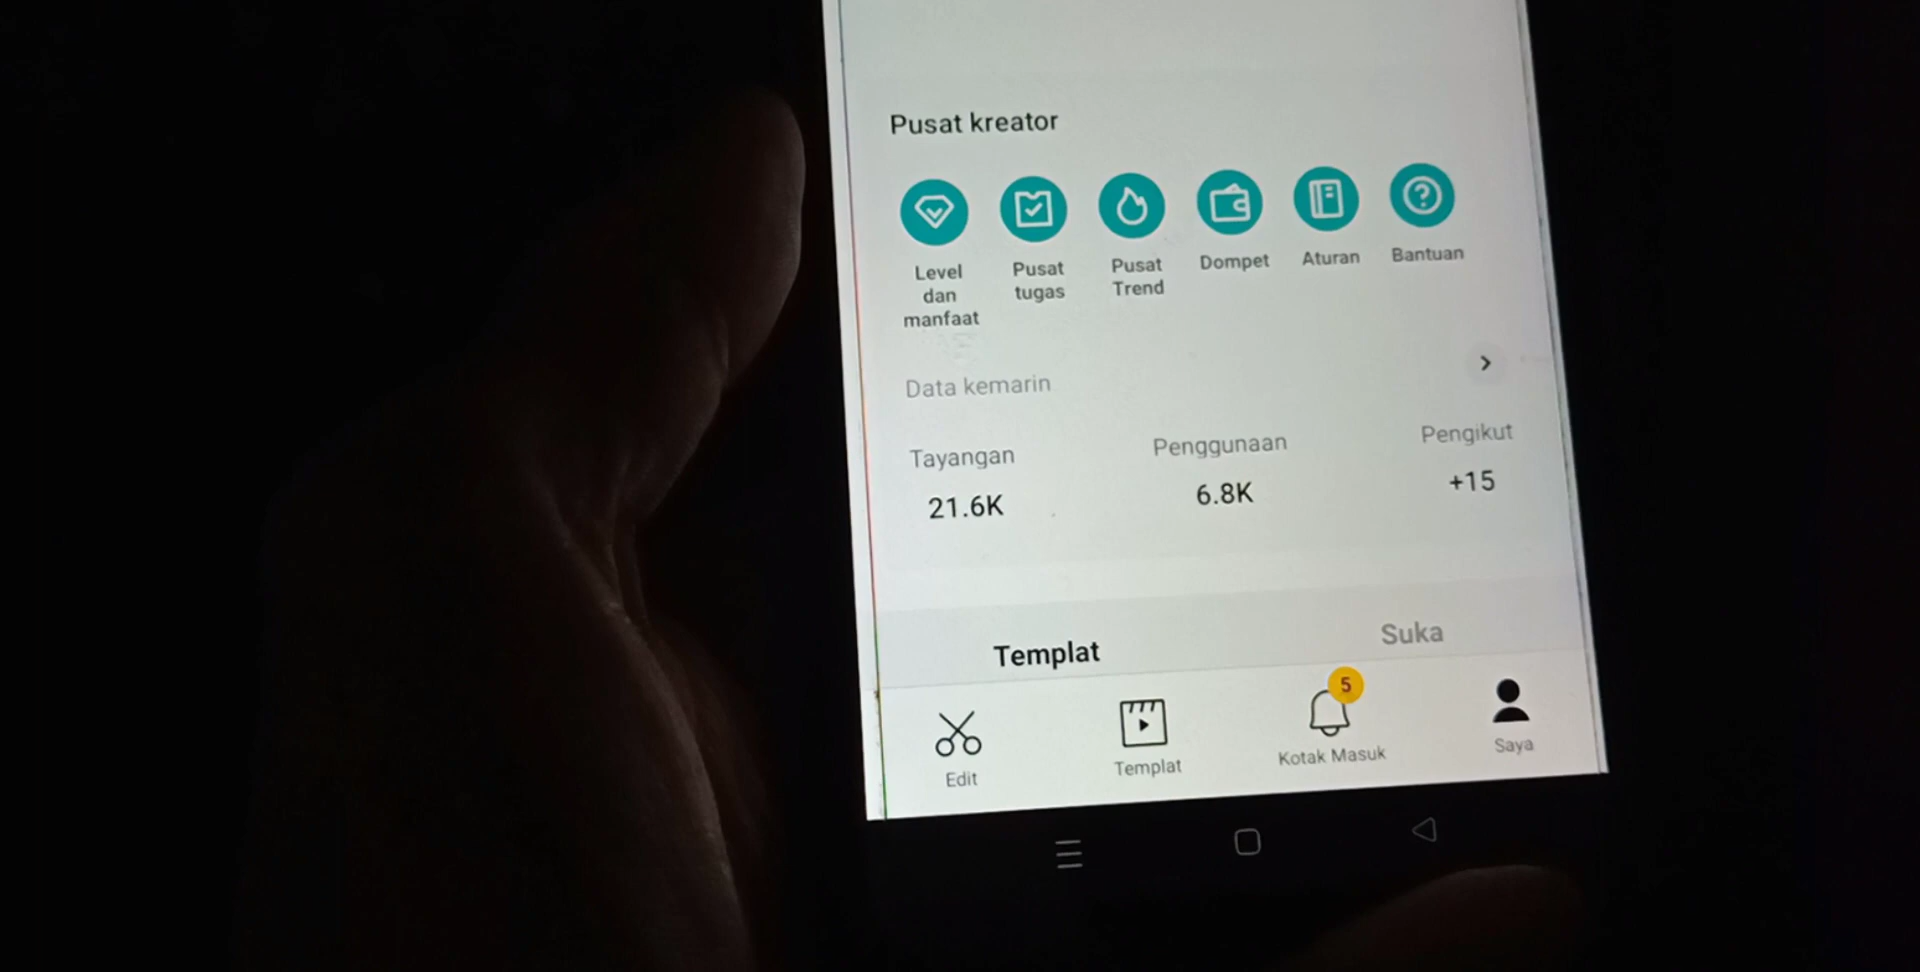 Pusat kreator
Level
dan
manfaat
Pusat
tugas
Pusat
Trend
Dompet
Aturan
Bantuan
Data kemarin
Tayangan
21.6K
Penggunaan
6.8K
Pengikut
+15
Templat
Suka
Edit
Templat
5
Kotak Masuk
Saya